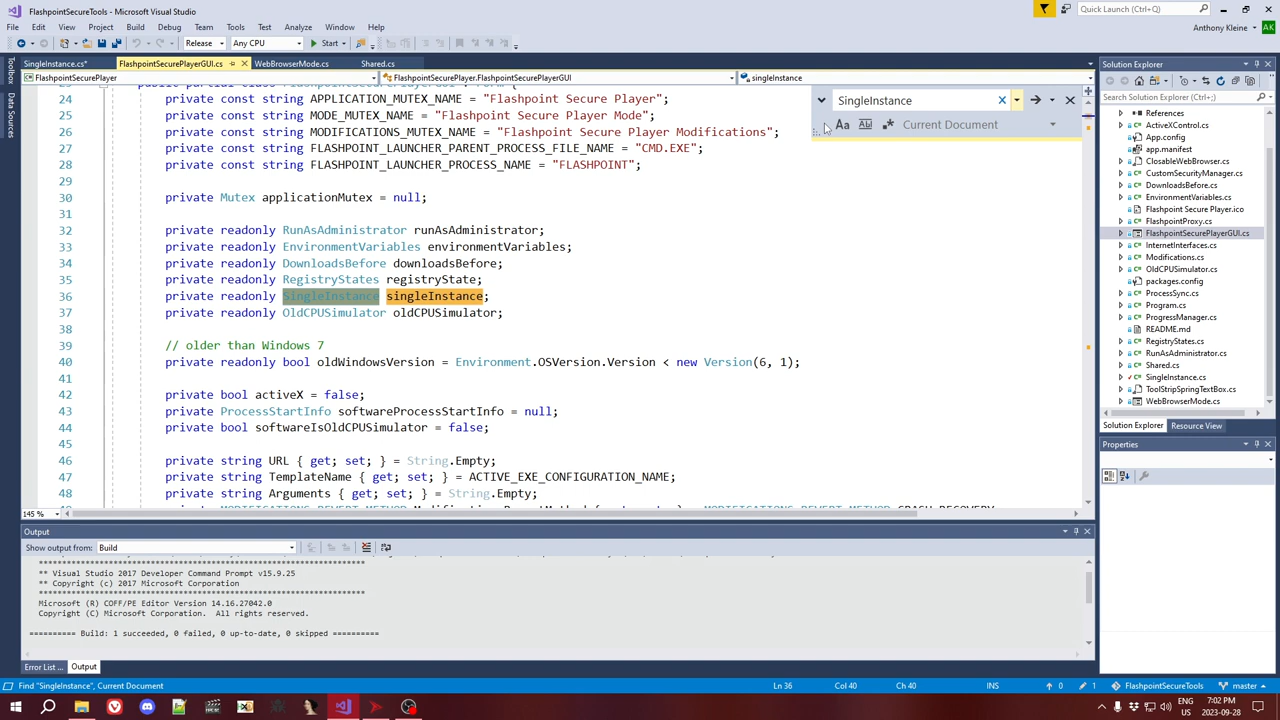 FlashpointSecureTools - Microsoft Visual Studio
Quick Launch (Ctrl+Q)
File Edit View Project Build Debug Team Tools Test Analyze Window Help
Anthony Kleine AK
Release Any CPU Start
SingleInstance.cs* FlashpointSecurePlayerGUI.cs WebBrowserMode.cs Shared.cs
FlashpointSecurePlayer FlashpointSecurePlayer.FlashpointSecurePlayerGUI singleInstance
Toolbox
Data Sources
SingleInstance
Aa Current Document
24 private const string APPLICATION_MUTEX_NAME = "Flashpoint Secure Player";
25 private const string MODE_MUTEX_NAME = "Flashpoint Secure Player Mode";
26 private const string MODIFICATIONS_MUTEX_NAME = "Flashpoint Secure Player Modifications";
27 private const string FLASHPOINT_LAUNCHER_PARENT_PROCESS_FILE_NAME = "CMD.EXE";
28 private const string FLASHPOINT_LAUNCHER_PROCESS_NAME = "FLASHPOINT";
29
30 private Mutex applicationMutex = null;
31
32 private readonly RunAsAdministrator runAsAdministrator;
33 private readonly EnvironmentVariables environmentVariables;
34 private readonly DownloadsBefore downloadsBefore;
35 private readonly RegistryStates registryState;
36 private readonly SingleInstance singleInstance;
37 private readonly OldCPUSimulator oldCPUSimulator;
38
39 // older than Windows 7
40 private readonly bool oldWindowsVersion = Environment.OSVersion.Version < new Version(6, 1);
41
42 private bool activeX = false;
43 private ProcessStartInfo softwareProcessStartInfo = null;
44 private bool softwareIsOldCPUSimulator = false;
45
46 private string URL { get; set; } = String.Empty;
47 private string TemplateName { get; set; } = ACTIVE_EXE_CONFIGURATION_NAME;
48 private string Arguments { get; set; } = String.Empty;
145 %
Solution Explorer
Search Solution Explorer (Ctrl+;)
References
ActiveXControl.cs
App.config
app.manifest
ClosableWebBrowser.cs
CustomSecurityManager.cs
DownloadsBefore.cs
EnvironmentVariables.cs
Flashpoint Secure Player.ico
FlashpointProxy.cs
FlashpointSecurePlayerGUI.cs
InternetInterfaces.cs
Modifications.cs
OldCPUSimulator.cs
packages.config
ProcessSync.cs
Program.cs
ProgressManager.cs
README.md
RegistryStates.cs
RunAsAdministrator.cs
Shared.cs
SingleInstance.cs
ToolStripSpringTextBox.cs
WebBrowserMode.cs
Solution Explorer Resource View
Properties
Output
Show output from: Build
**********************************************************************
** Visual Studio 2017 Developer Command Prompt v15.9.25
** Copyright (c) 2017 Microsoft Corporation
**********************************************************************
Microsoft (R) COFF/PE Editor Version 14.16.27042.0
Copyright (C) Microsoft Corporation.  All rights reserved.
========== Build: 1 succeeded, 0 failed, 0 up-to-date, 0 skipped ==========
Error List ... Output
Find "SingleInstance", Current Document
Ln 36 Col 40 Ch 40 INS 0 1 FlashpointSecureTools master
7:02 PM
ENG
US
2023-09-28